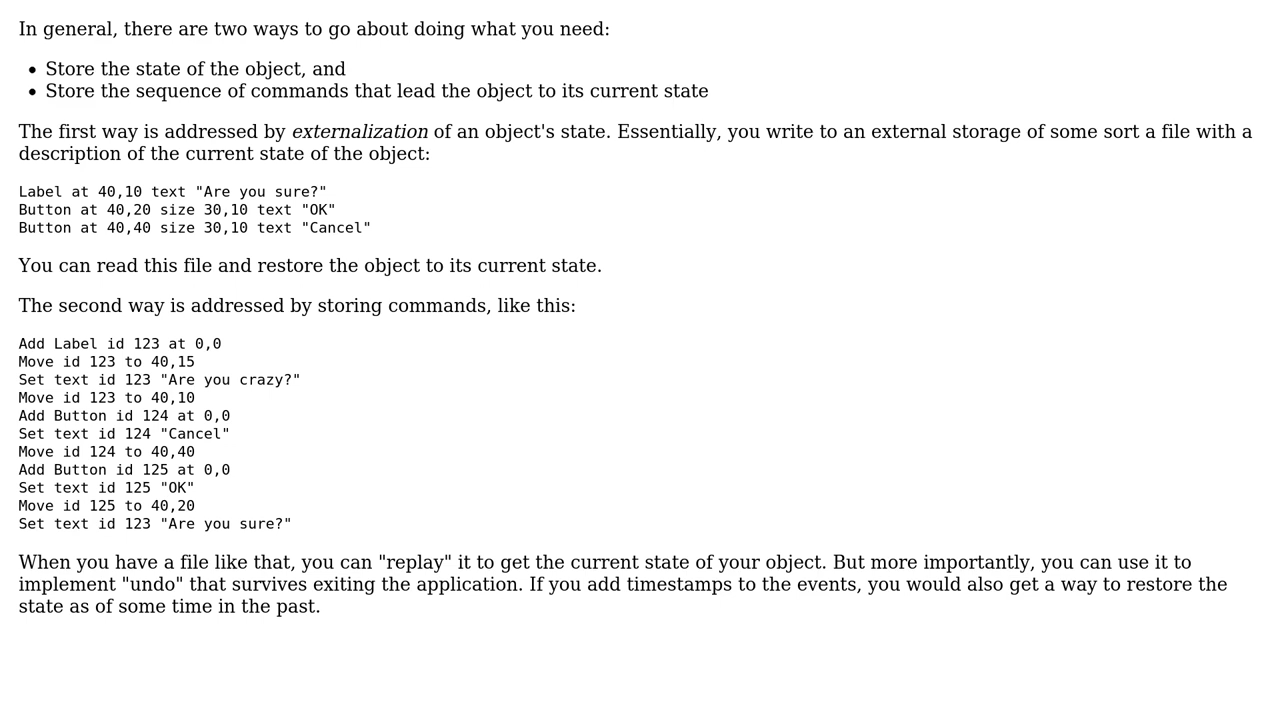 In general, there are two ways to go about doing what you need:
• Store the state of the object, and
• Store the sequence of commands that lead the object to its current state
The first way is addressed by externalization of an object's state. Essentially, you write to an external storage of some sort a file with a
description of the current state of the object:
Label at 40,10 text "Are you sure?"
Button at 40,20 size 30,10 text "OK"
Button at 40,40 size 30,10 text "Cancel"
You can read this file and restore the object to its current state.
The second way is addressed by storing commands, like this:
Add Label id 123 at 0,0
Move id 123 to 40,15
Set text id 123 "Are you crazy?"
Move id 123 to 40,10
Add Button id 124 at 0,0
Set text id 124 "Cancel"
Move id 124 to 40,40
Add Button id 125 at 0,0
Set text id 125 "OK"
Move id 125 to 40,20
Set text id 123 "Are you sure?"
When you have a file like that, you can "replay" it to get the current state of your object. But more importantly, you can use it to
implement "undo" that survives exiting the application. If you add timestamps to the events, you would also get a way to restore the
state as of some time in the past.